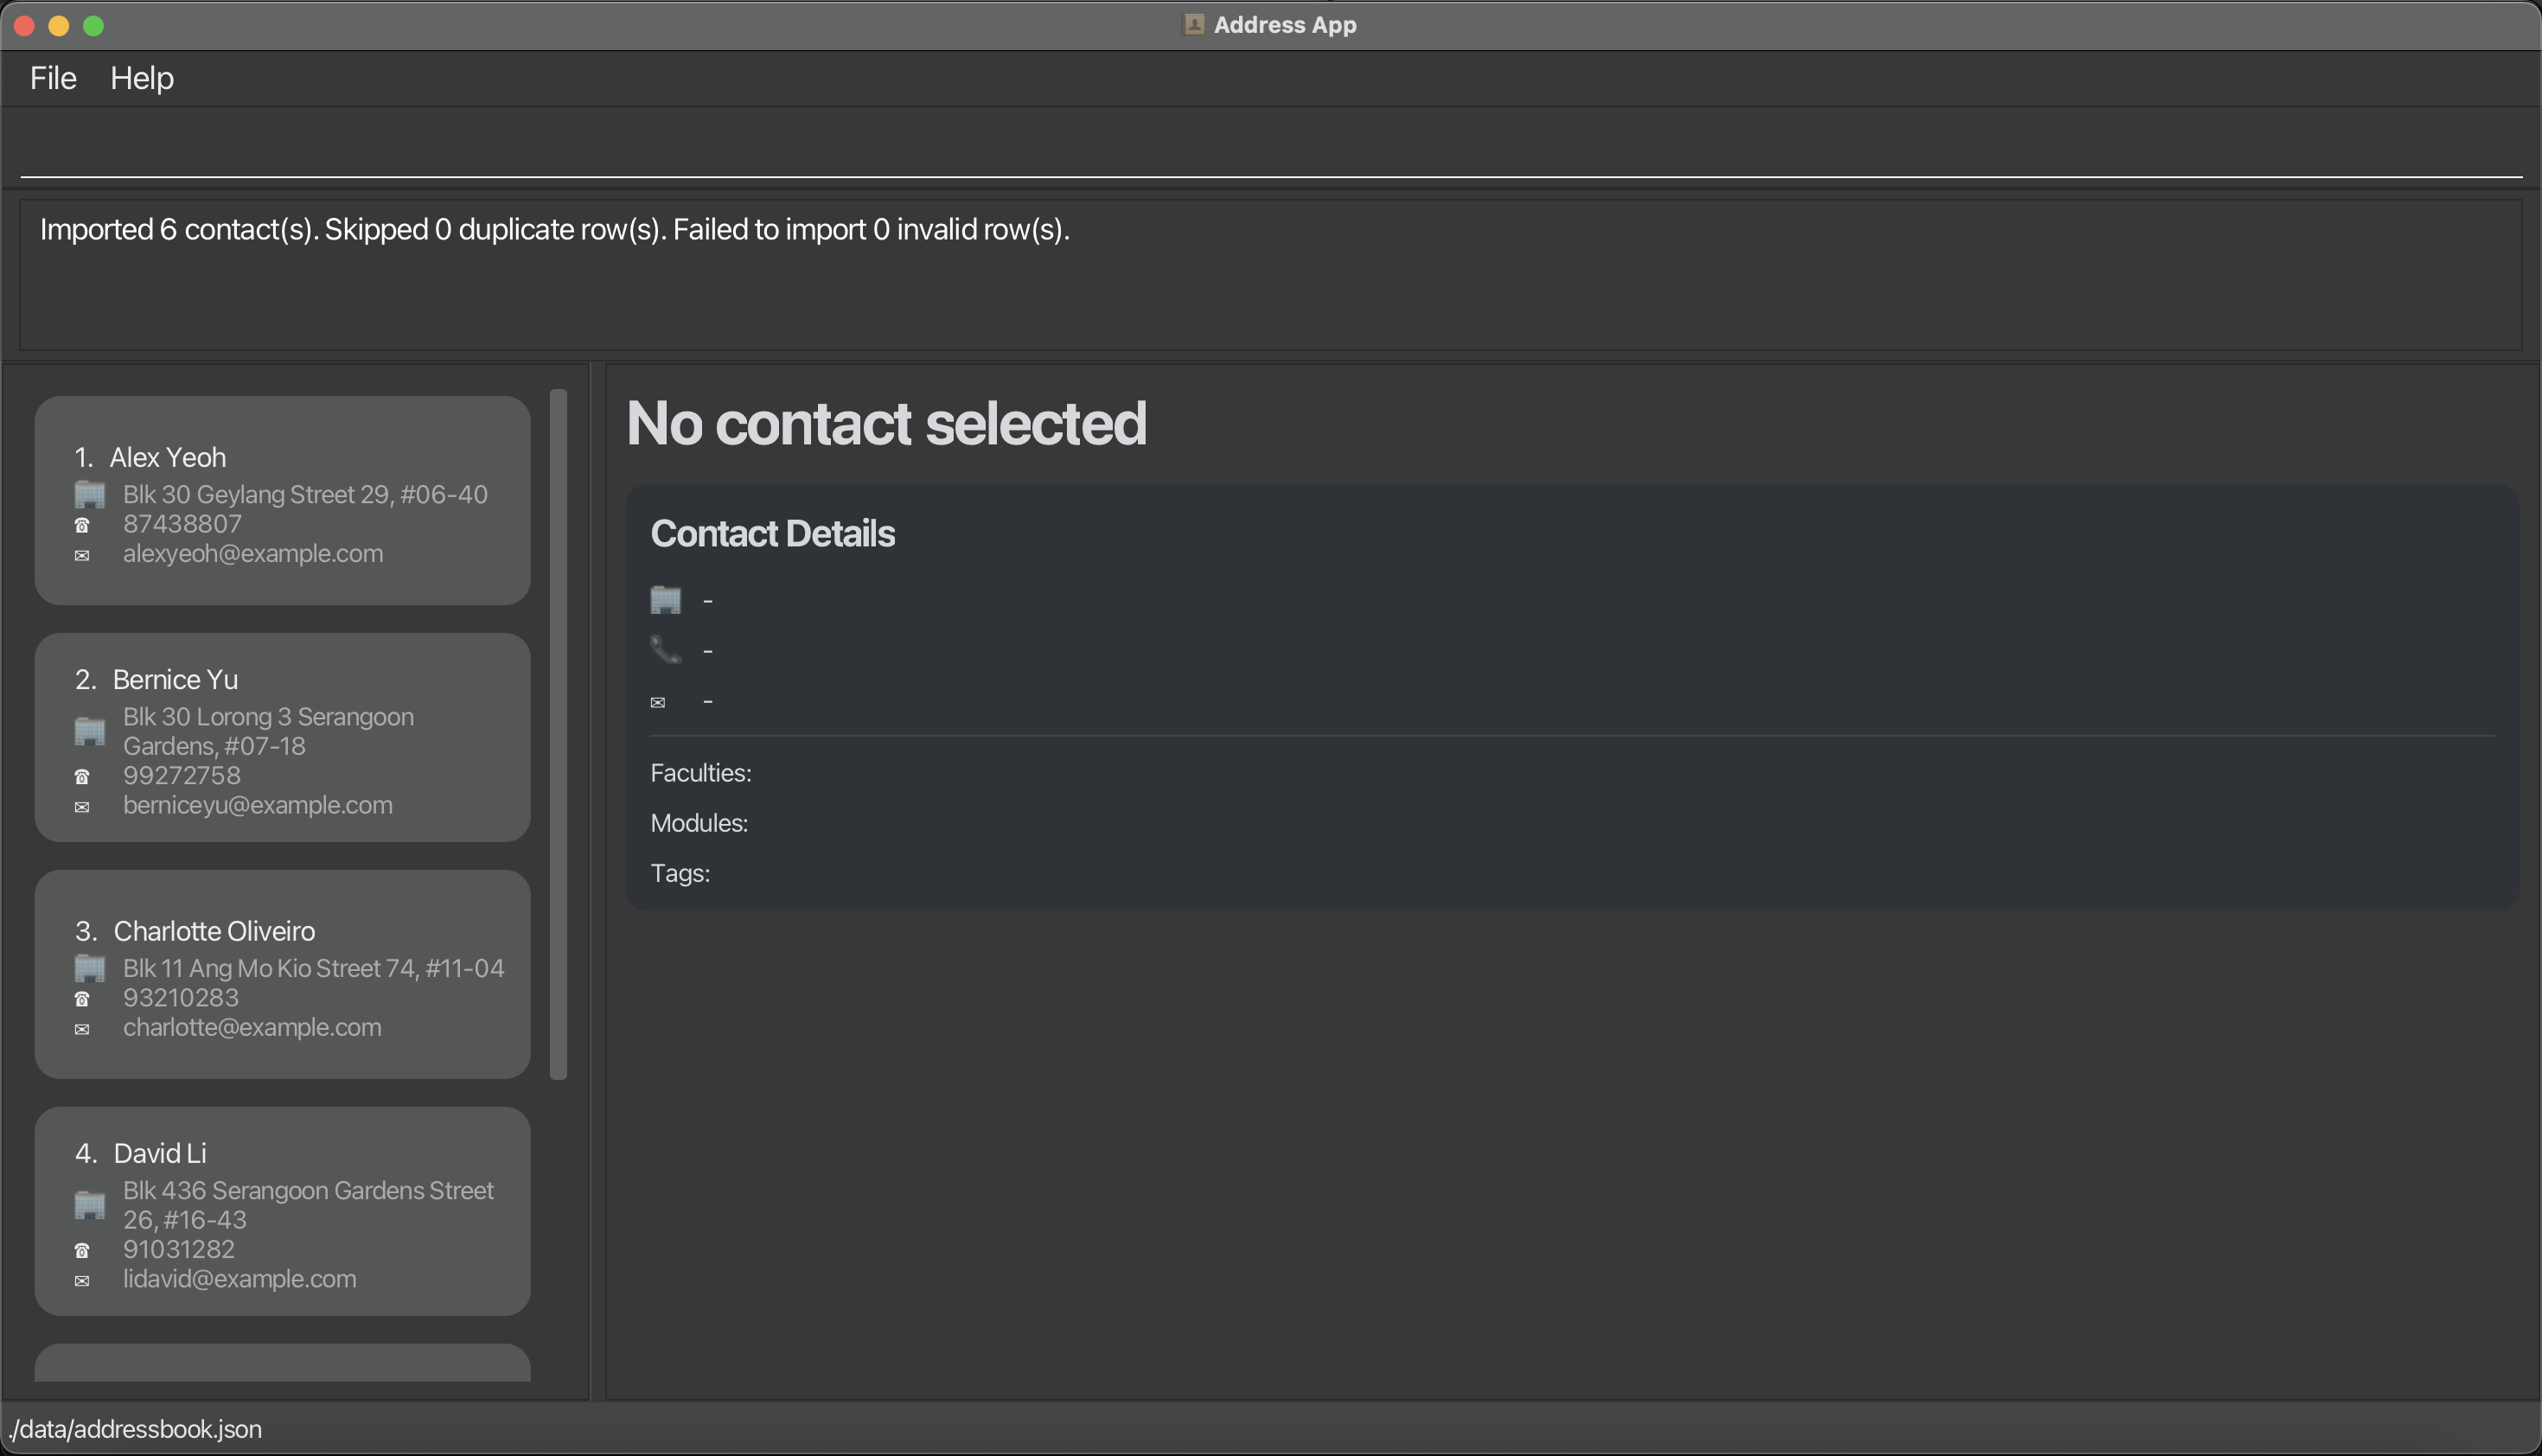 Address App
File Help
Imported 6 contact(s). Skipped 0 duplicate row(s). Failed to import 0 invalid row(s).
1. Alex Yeoh
Blk 30 Geylang Street 29, #06-40
87438807
alexyeoh@example.com
2. Bernice Yu
Blk 30 Lorong 3 Serangoon
Gardens, #07-18
99272758
berniceyu@example.com
3. Charlotte Oliveiro
Blk 11 Ang Mo Kio Street 74, #11-04
93210283
charlotte@example.com
4. David Li
Blk 436 Serangoon Gardens Street
26, #16-43
91031282
lidavid@example.com
No contact selected
Contact Details
-
-
-
Faculties:
Modules:
Tags:
./data/addressbook.json